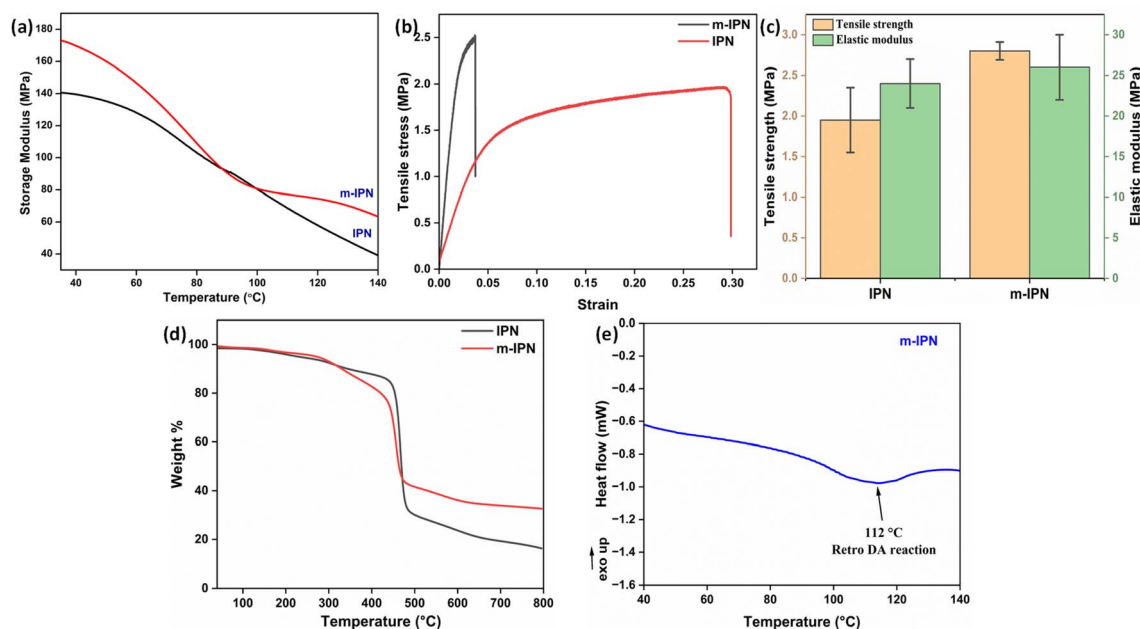 (a)
Storage Modulus (MPa)
180
160
140
120
100
80
60
40
m-IPN
IPN
40 60 80 100 120 140
Temperature (°C)
(b)
Tensile stress (MPa)
2.5
2.0
1.5
1.0
0.5
0.0
m-IPN
IPN
0.00 0.05 0.10 0.15 0.20 0.25 0.30
Strain
(c)
Tensile strength
Elastic modulus
Tensile strength (MPa)
3.0
2.5
2.0
1.5
1.0
0.5
0.0
Elastic modulus (MPa)
30
25
20
15
10
5
0
IPN m-IPN
(d)
Weight %
100
80
60
40
20
0
IPN
m-IPN
100 200 300 400 500 600 700 800
Temperature (°C)
(e)
exo up
Heat flow (mW)
0.0
−0.2
−0.4
−0.6
−0.8
−1.0
−1.2
−1.4
−1.6
m-IPN
112 °C
Retro DA reaction
40 60 80 100 120 140
Temperature (°C)